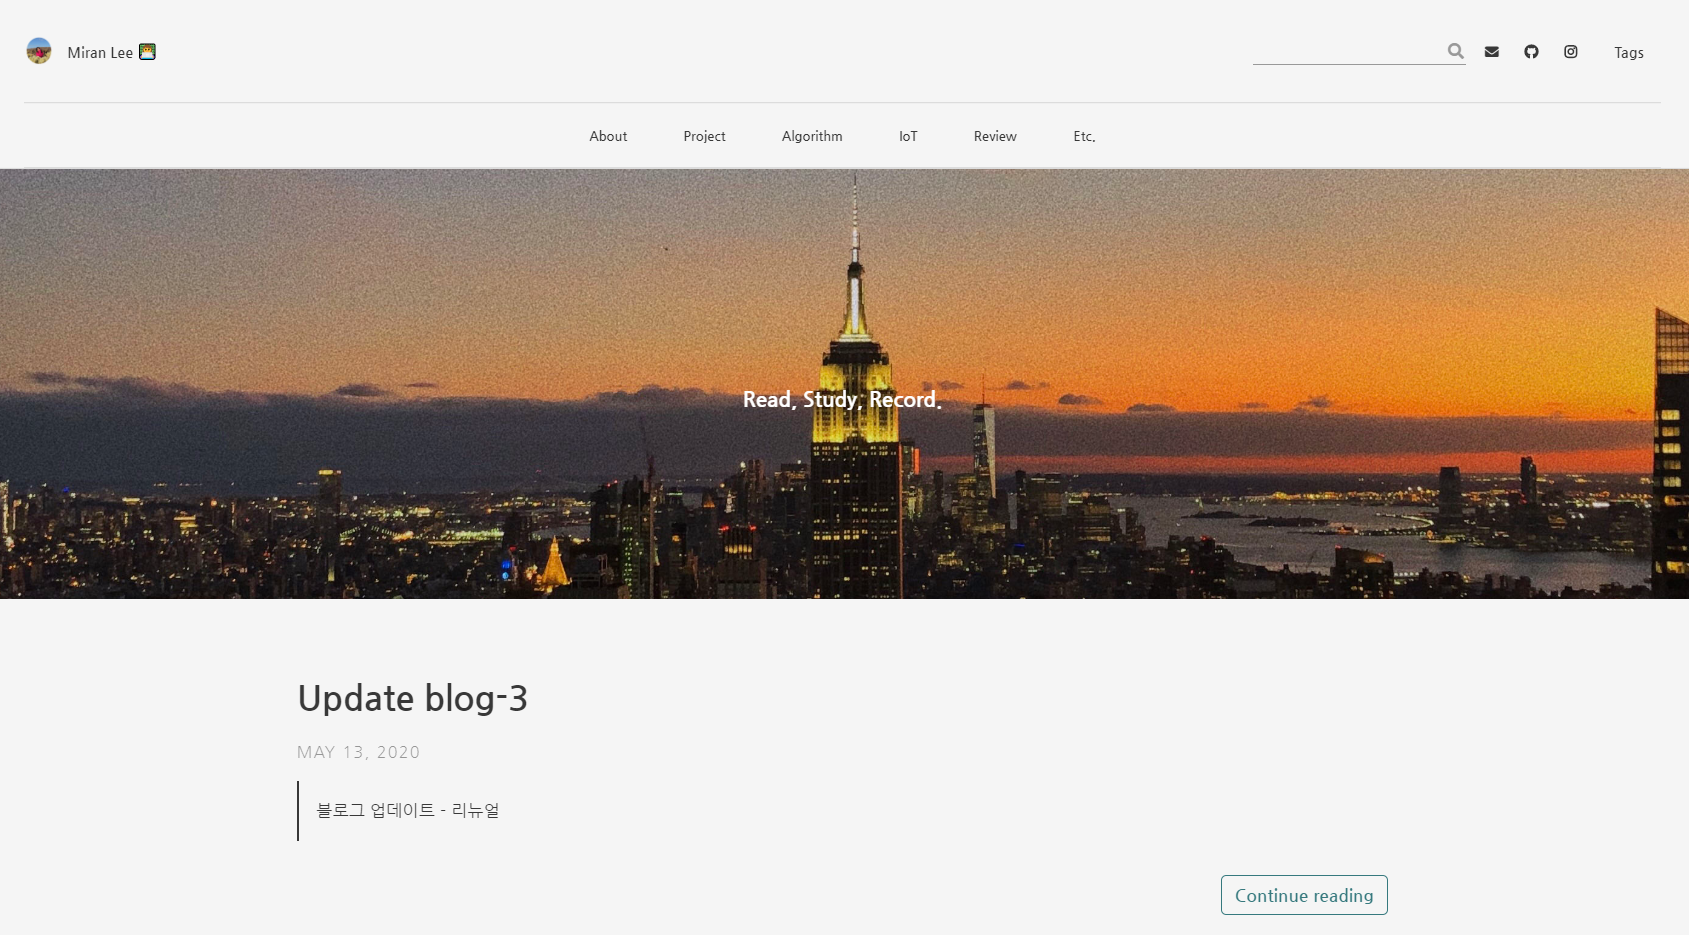 Miran Lee 👨‍💻
Tags
About Project Algorithm IoT Review Etc.
Read, Study, Record.
Update blog-3
MAY 13, 2020
블로그 업데이트 - 리뉴얼
Continue reading